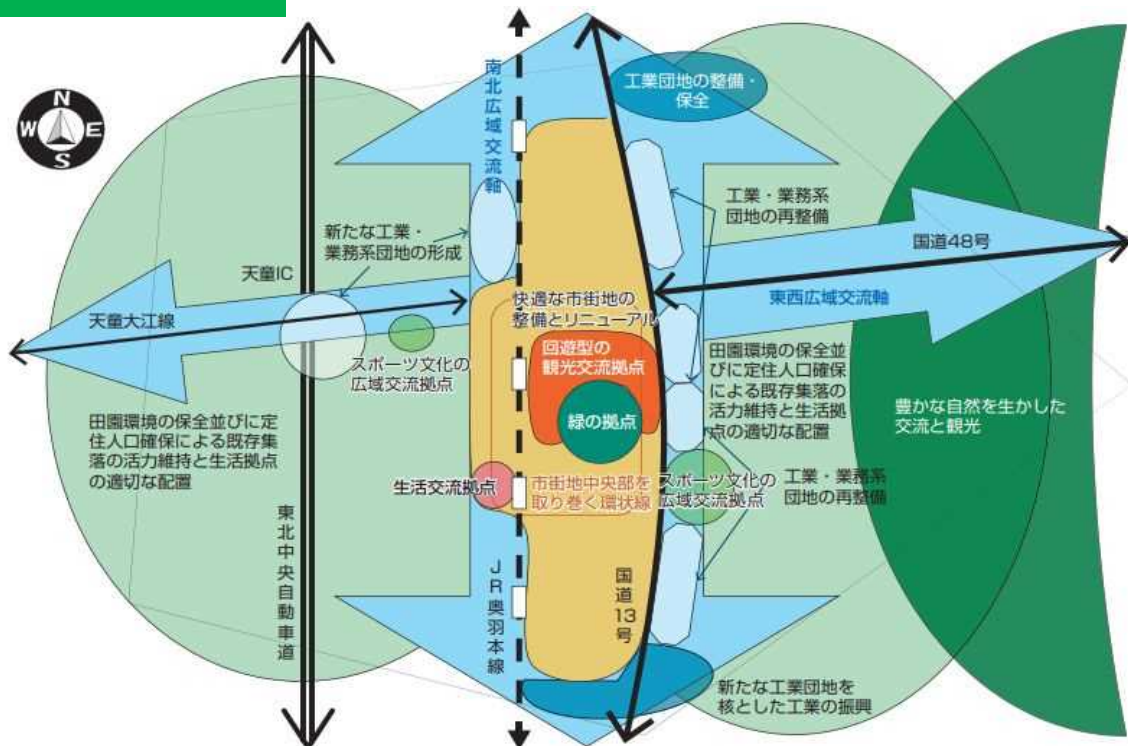 N
W E
S
南北広域交流軸
工業団地の整備・
保全
新たな工業・
業務系団地の形成
天童IC
天童大江線
スポーツ文化の
広域交流拠点
田園環境の保全並びに定
住人口確保による既存集
落の活力維持と生活拠点
の適切な配置
東北中央自動車道
快適な市街地の
整備とリニューアル
回遊型の
観光交流拠点
緑の拠点
生活交流拠点
市街地中央部を
取り巻く環状線
JR奥羽本線
国道13号
工業・業務系
団地の再整備
国道48号
東西広域交流軸
田園環境の保全並
びに定住人口確保
による既存集落の
活力維持と生活拠
点の適切な配置
スポーツ文化の
広域交流拠点
工業・業務系
団地の再整備
豊かな自然を生かした
交流と観光
新たな工業団地を
核とした工業の振興